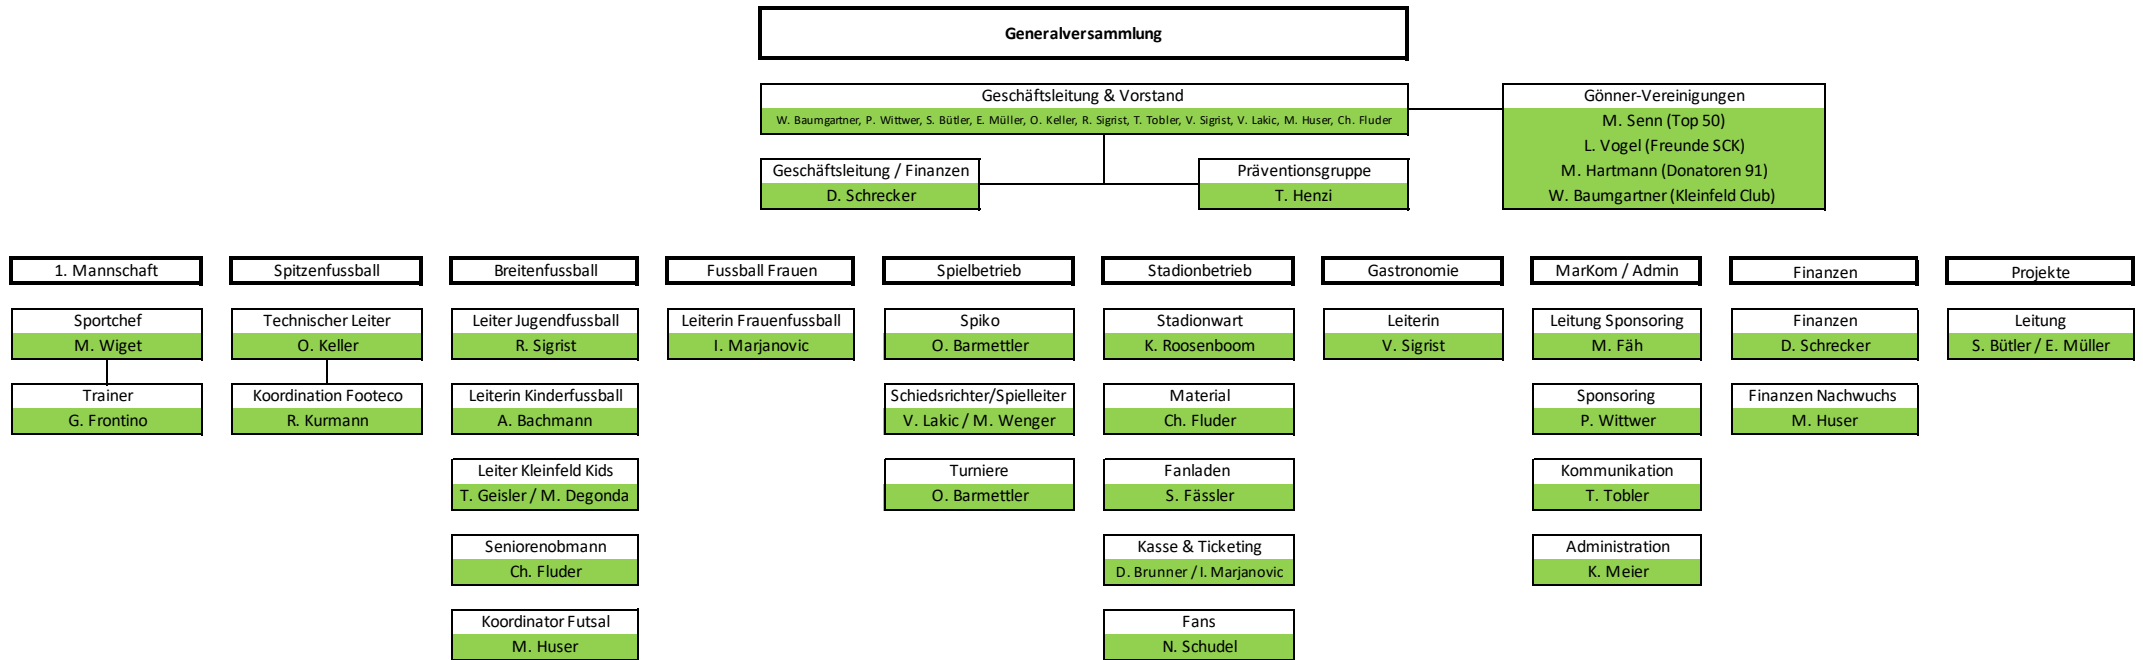 Generalversammlung
Geschäftsleitung & Vorstand
W. Baumgartner, P. Wittwer, S. Bütler, E. Müller, O. Keller, R. Sigrist, T. Tobler, V. Sigrist, V. Lakic, M. Huser, Ch. Fluder
Gönner-Vereinigungen
M. Senn (Top 50)
L. Vogel (Freunde SCK)
M. Hartmann (Donatoren 91)
W. Baumgartner (Kleinfeld Club)
Geschäftsleitung / Finanzen
D. Schrecker
Präventionsgruppe
T. Henzi
1. Mannschaft
Sportchef
M. Wiget
Trainer
G. Frontino
Spitzenfussball
Technischer Leiter
O. Keller
Koordination Footeco
R. Kurmann
Breitenfussball
Leiter Jugendfussball
R. Sigrist
Leiterin Kinderfussball
A. Bachmann
Leiter Kleinfeld Kids
T. Geisler / M. Degonda
Seniorenobmann
Ch. Fluder
Koordinator Futsal
M. Huser
Fussball Frauen
Leiterin Frauenfussball
I. Marjanovic
Spielbetrieb
Spiko
O. Barmettler
Schiedsrichter/Spielleiter
V. Lakic / M. Wenger
Turniere
O. Barmettler
Stadionbetrieb
Stadionwart
K. Roosenboom
Material
Ch. Fluder
Fanladen
S. Fässler
Kasse & Ticketing
D. Brunner / I. Marjanovic
Fans
N. Schudel
Gastronomie
Leiterin
V. Sigrist
MarKom / Admin
Leitung Sponsoring
M. Fäh
Sponsoring
P. Wittwer
Kommunikation
T. Tobler
Administration
K. Meier
Finanzen
Finanzen
D. Schrecker
Finanzen Nachwuchs
M. Huser
Projekte
Leitung
S. Bütler / E. Müller